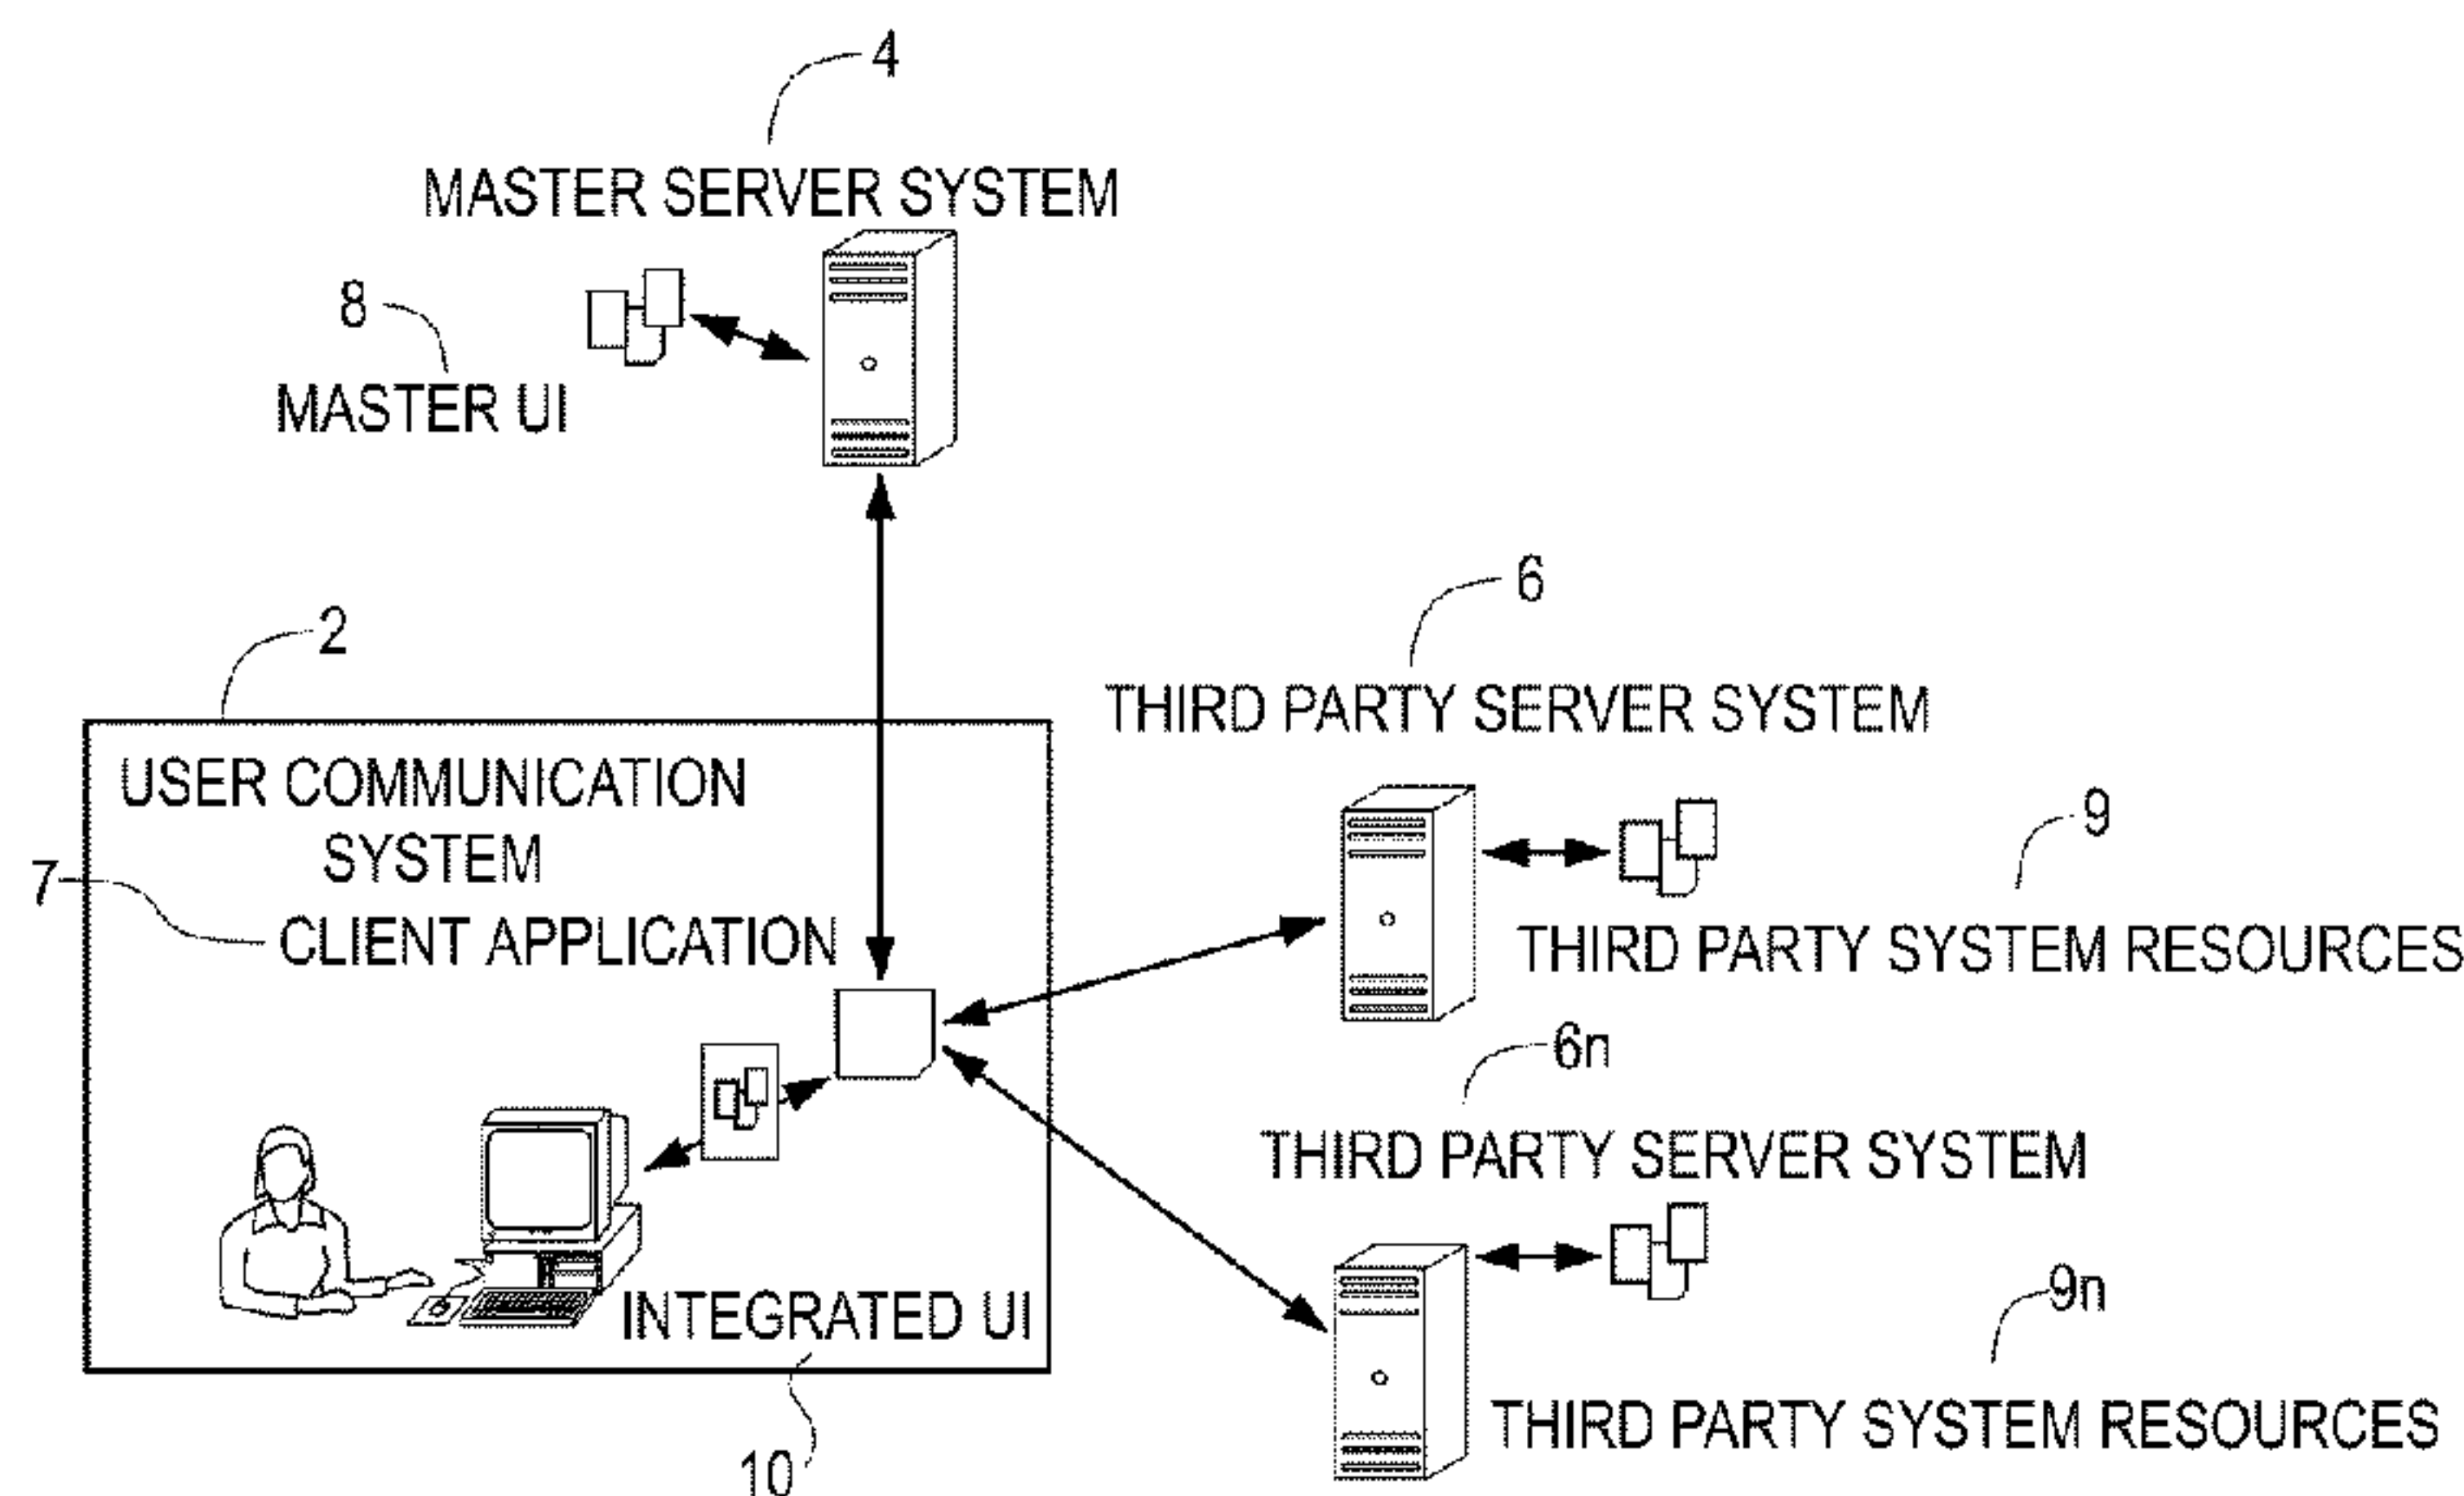 4
MASTER SERVER SYSTEM
8
MASTER UI
6
2
THIRD PARTY SERVER SYSTEM
USER COMMUNICATION
SYSTEM
9
7
CLIENT APPLICATION
THIRD PARTY SYSTEM RESOURCES
6n
THIRD PARTY SERVER SYSTEM
9n
INTEGRATED UI
THIRD PARTY SYSTEM RESOURCES
10